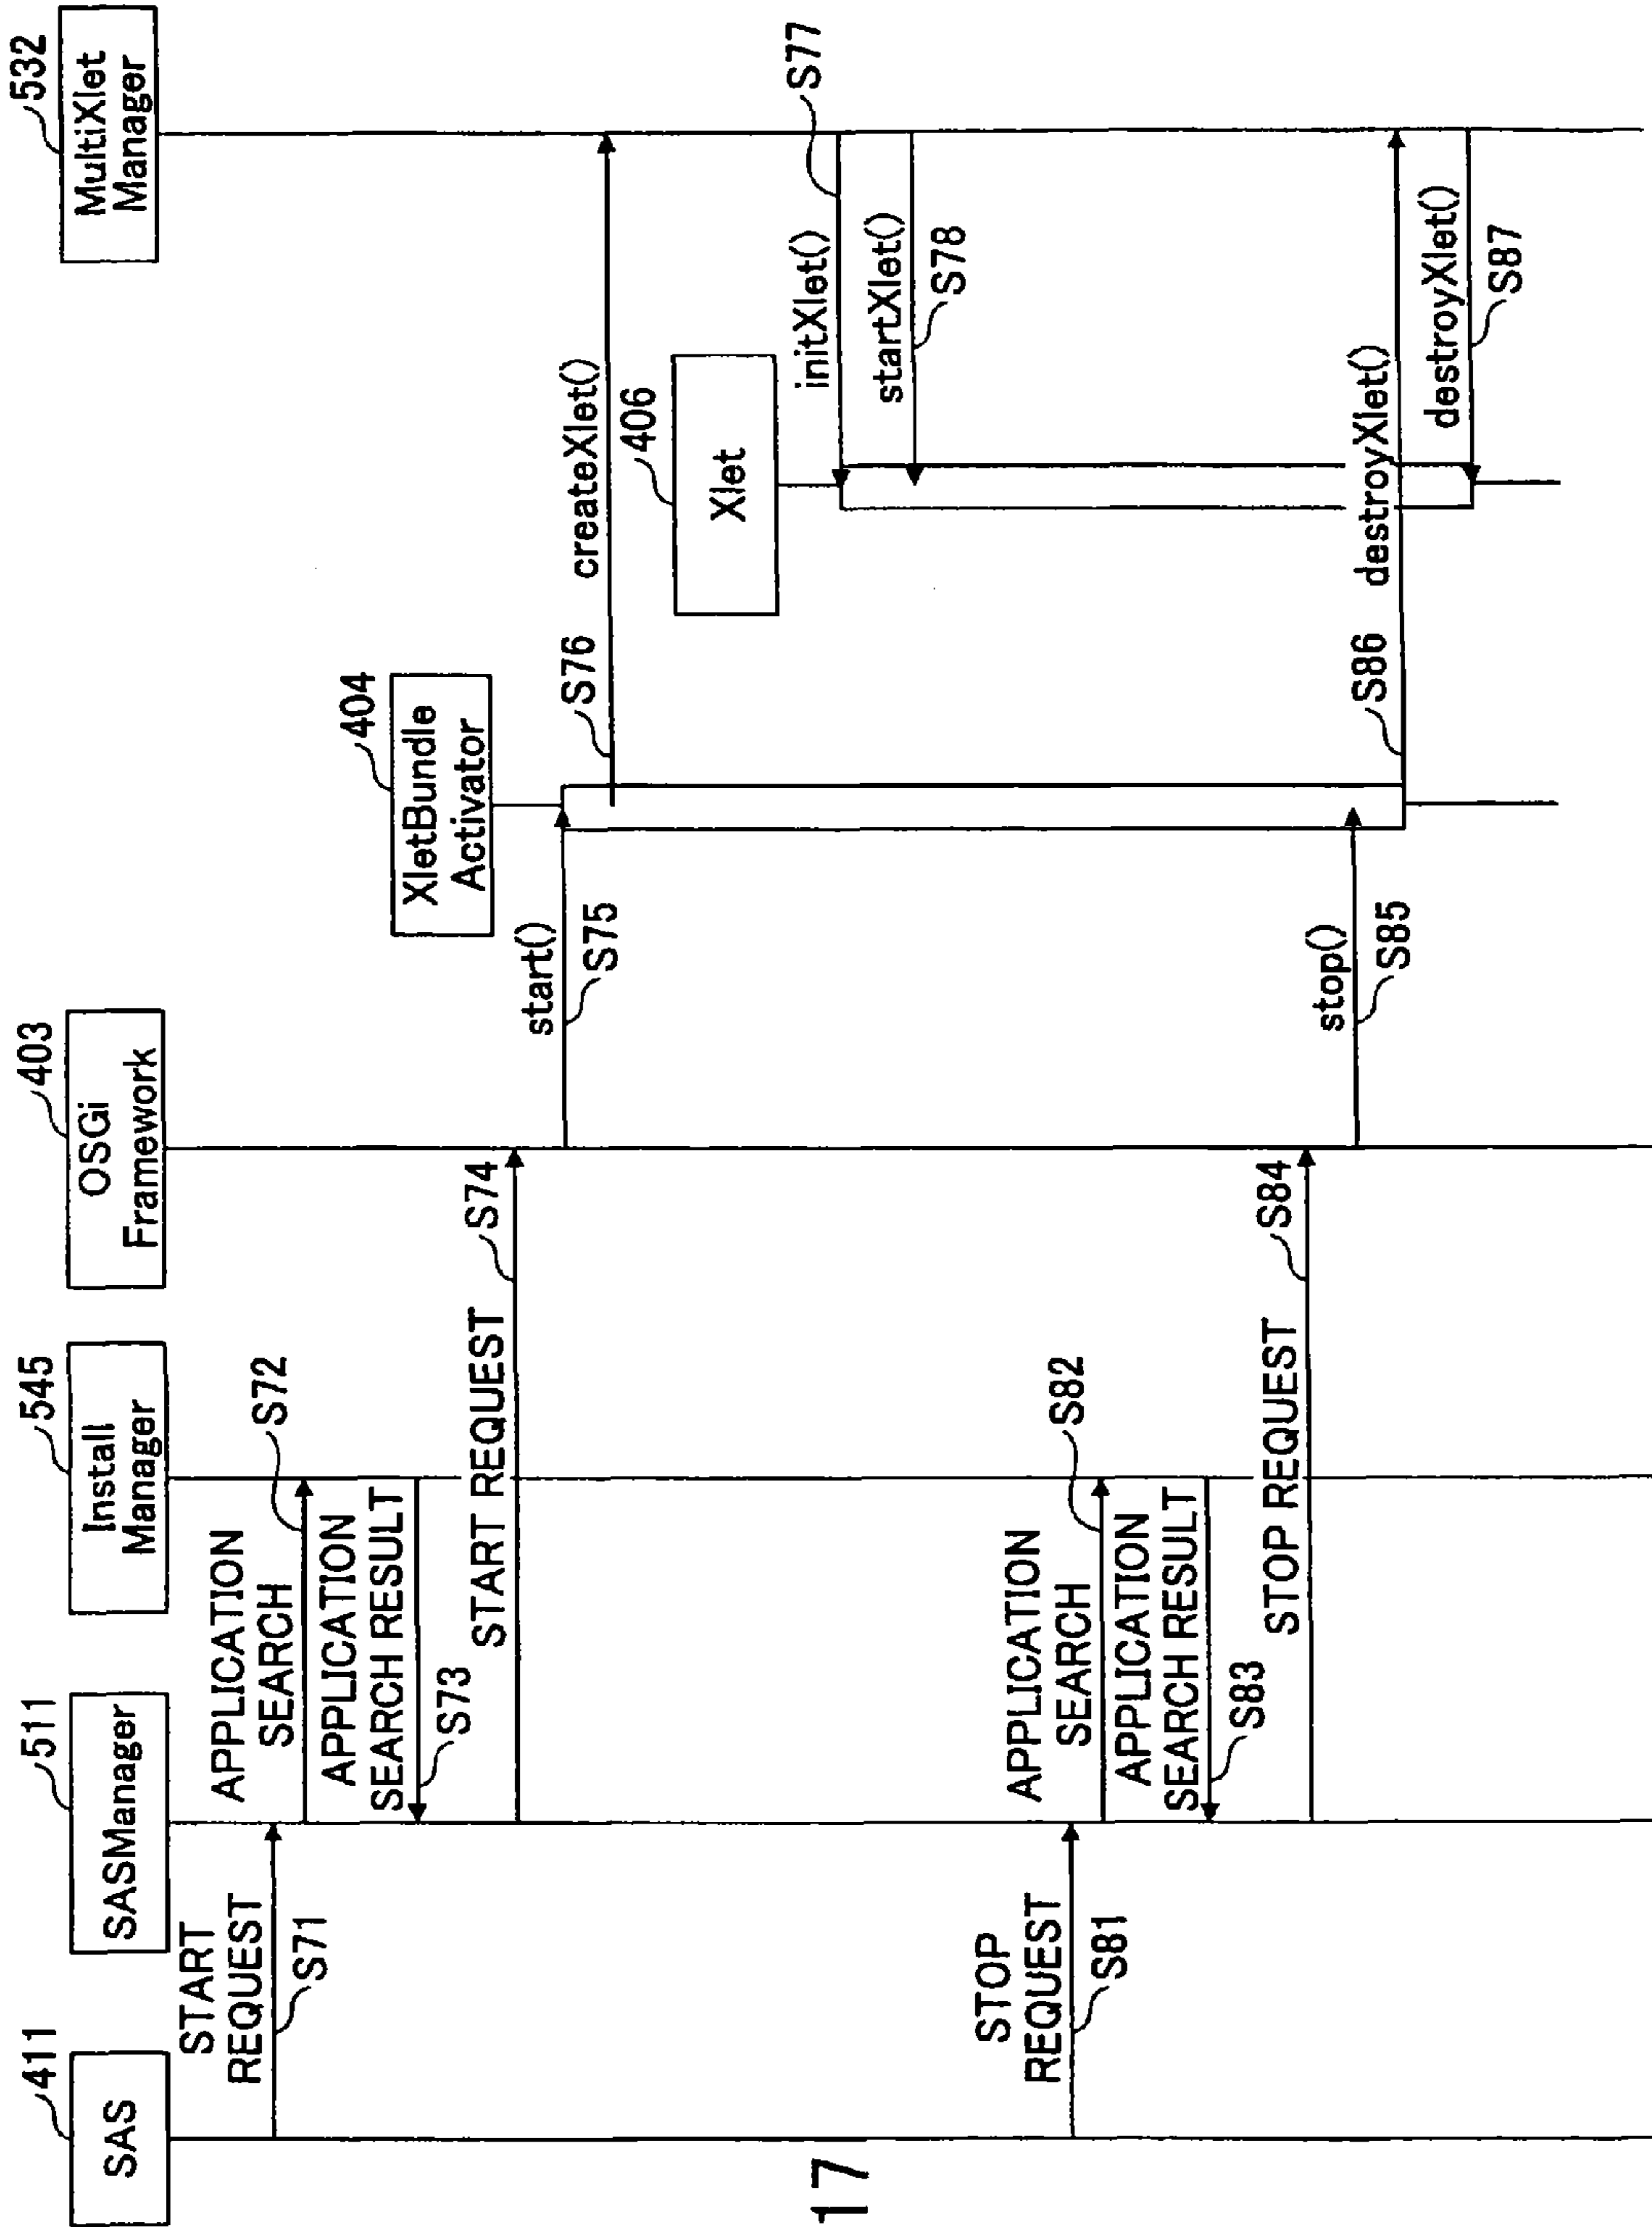 411
SAS
511
SASManager
545
Install
Manager
403
OSGi
Framework
404
XletBundle
Activator
406
Xlet
532
MultiXlet
Manager
START
REQUEST
S71
APPLICATION
SEARCH
S72
APPLICATION
SEARCH RESULT
S73
START REQUEST
S74
start()
S75
S76
createXlet()
initXlet()
S77
startXlet()
S78
STOP
REQUEST
S81
APPLICATION
SEARCH
S82
APPLICATION
SEARCH RESULT
S83
STOP REQUEST
S84
stop()
S85
S86
destroyXlet()
destroyXlet()
S87
17